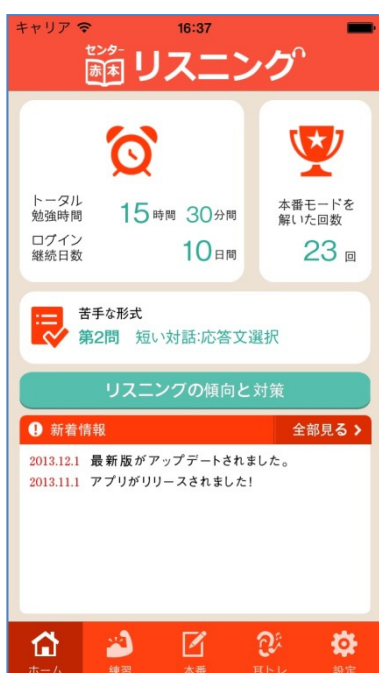 キャリア 16:37
センター
赤本 リスニング
トータル
勉強時間 15時間 30分間
ログイン
継続日数 10日間
本番モードを
解いた回数
23 回
苦手な形式
第2問 短い対話:応答文選択
リスニングの傾向と対策
新着情報 全部見る
2013.12.1 最新版がアップデートされました。
2013.11.1 アプリがリリースされました!
ホーム 練習 本番 耳トレ 設定